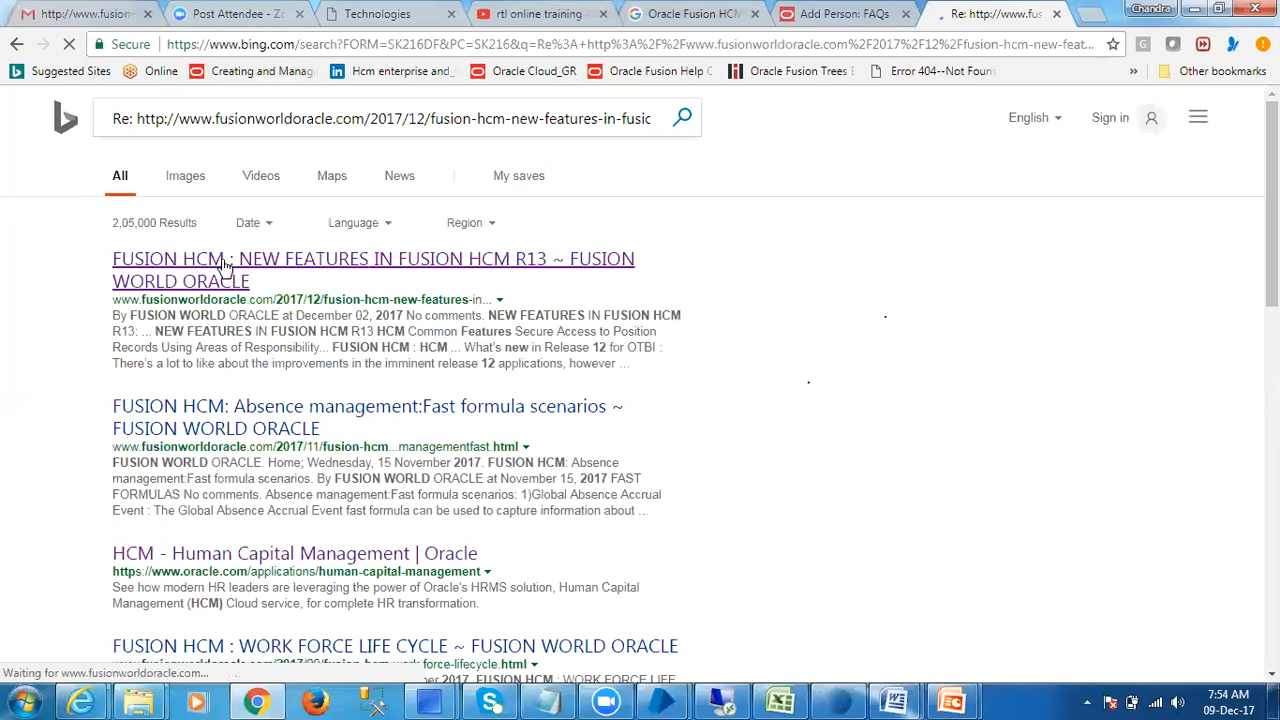 http://www.fusion
Post Attendee - Zo
Technologies
rtl online training -
Oracle Fusion HCM
Add Person: FAQs
Re: http://www.fus
Chandra
Secure
https://www.bing.com/search?FORM=SK216DF&PC=SK216&q=Re%3A+http%3A%2F%2Fwww.fusionworldoracle.com%2F2017%2F12%2Ffusion-hcm-new-feat...
Suggested Sites
Online
Creating and Manag
Hcm enterprise and
Oracle Cloud_GR
Oracle Fusion Help
Oracle Fusion Trees
Error 404--Not Foun
»
Other bookmarks
Re: http://www.fusionworldoracle.com/2017/12/fusion-hcm-new-features-in-fusic
English
Sign in
All
Images
Videos
Maps
News
My saves
2,05,000 Results
Date
Language
Region
FUSION HCM : NEW FEATURES IN FUSION HCM R13 ~ FUSION
WORLD ORACLE
www.fusionworldoracle.com/2017/12/fusion-hcm-new-features-in...
By FUSION WORLD ORACLE at December 02, 2017 No comments. NEW FEATURES IN FUSION HCM
R13: ... NEW FEATURES IN FUSION HCM R13 HCM Common Features Secure Access to Position
Records Using Areas of Responsibility... FUSION HCM : HCM ... What's new in Release 12 for OTBI :
There's a lot to like about the improvements in the imminent release 12 applications, however ...
FUSION HCM: Absence management:Fast formula scenarios ~
FUSION WORLD ORACLE
www.fusionworldoracle.com/2017/11/fusion-hcm...managementfast.html
FUSION WORLD ORACLE. Home; Wednesday, 15 November 2017. FUSION HCM: Absence
management:Fast formula scenarios. By FUSION WORLD ORACLE at November 15, 2017 FAST
FORMULAS No comments. Absence management:Fast formula scenarios: 1)Global Absence Accrual
Event : The Global Absence Accrual Event fast formula can be used to capture information about ...
HCM - Human Capital Management | Oracle
https://www.oracle.com/applications/human-capital-management
See how modern HR leaders are leveraging the power of Oracle's HRMS solution, Human Capital
Management (HCM) Cloud service, for complete HR transformation.
FUSION HCM : WORK FORCE LIFE CYCLE ~ FUSION WORLD ORACLE
force-lifecycle.html
Waiting for www.fusionworldoracle.com...
2017. FUSION HCM : WORK FORCE LIFE
7:54 AM
09-Dec-17